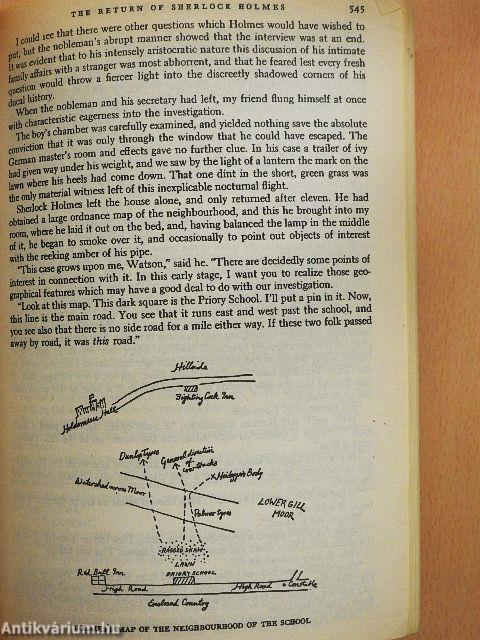 THE RETURN OF SHERLOCK HOLMES 545
I could see that there were other questions which Holmes would have wished to
put, but the nobleman's abrupt manner showed that the interview was at an end.
It was evident that to his intensely aristocratic nature this discussion of his intimate
family affairs with a stranger was most abhorrent, and that he feared lest every fresh
question would throw a fiercer light into the discreetly shadowed corners of his
ducal history.
When the nobleman and his secretary had left, my friend flung himself at once
with characteristic eagerness into the investigation.
The boy's chamber was carefully examined, and yielded nothing save the absolute
conviction that it was only through the window that he could have escaped. The
German master's room and effects gave no further clue. In his case a trailer of ivy
had given way under his weight, and we saw by the light of a lantern the mark on the
lawn where his heels had come down. That one dint in the short, green grass was
the only material witness left of this inexplicable nocturnal flight.
Sherlock Holmes left the house alone, and only returned after eleven. He had
obtained a large ordnance map of the neighbourhood, and this he brought into my
room, where he laid it out on the bed, and, having balanced the lamp in the middle
of it, he began to smoke over it, and occasionally to point out objects of interest
with the reeking amber of his pipe.
"This case grows upon me, Watson," said he. "There are decidedly some points of
interest in connection with it. In this early stage, I want you to realize those geo-
graphical features which may have a good deal to do with our investigation.
"Look at this map. This dark square is the Priory School. I'll put a pin in it. Now,
this line is the main road. You see that it runs east and west past the school, and
you see also that there is no side road for a mile either way. If these two folk passed
away by road, it was this road."
Hillside
Fighting Cock Inn
Holdernesse Hall
Dunlop tyres
General direction
of cow tracks
X Heidegger's Body
Watershed across Moor
Palmer tyres
LOWER GILL
MOOR
RAGGED SHAW
LAWN
PRIORY SCHOOL
Red Bull Inn
High Road
High Road
Constable
Enclosed Country
MAP OF THE NEIGHBOURHOOD OF THE SCHOOL
Antikvárium.hu